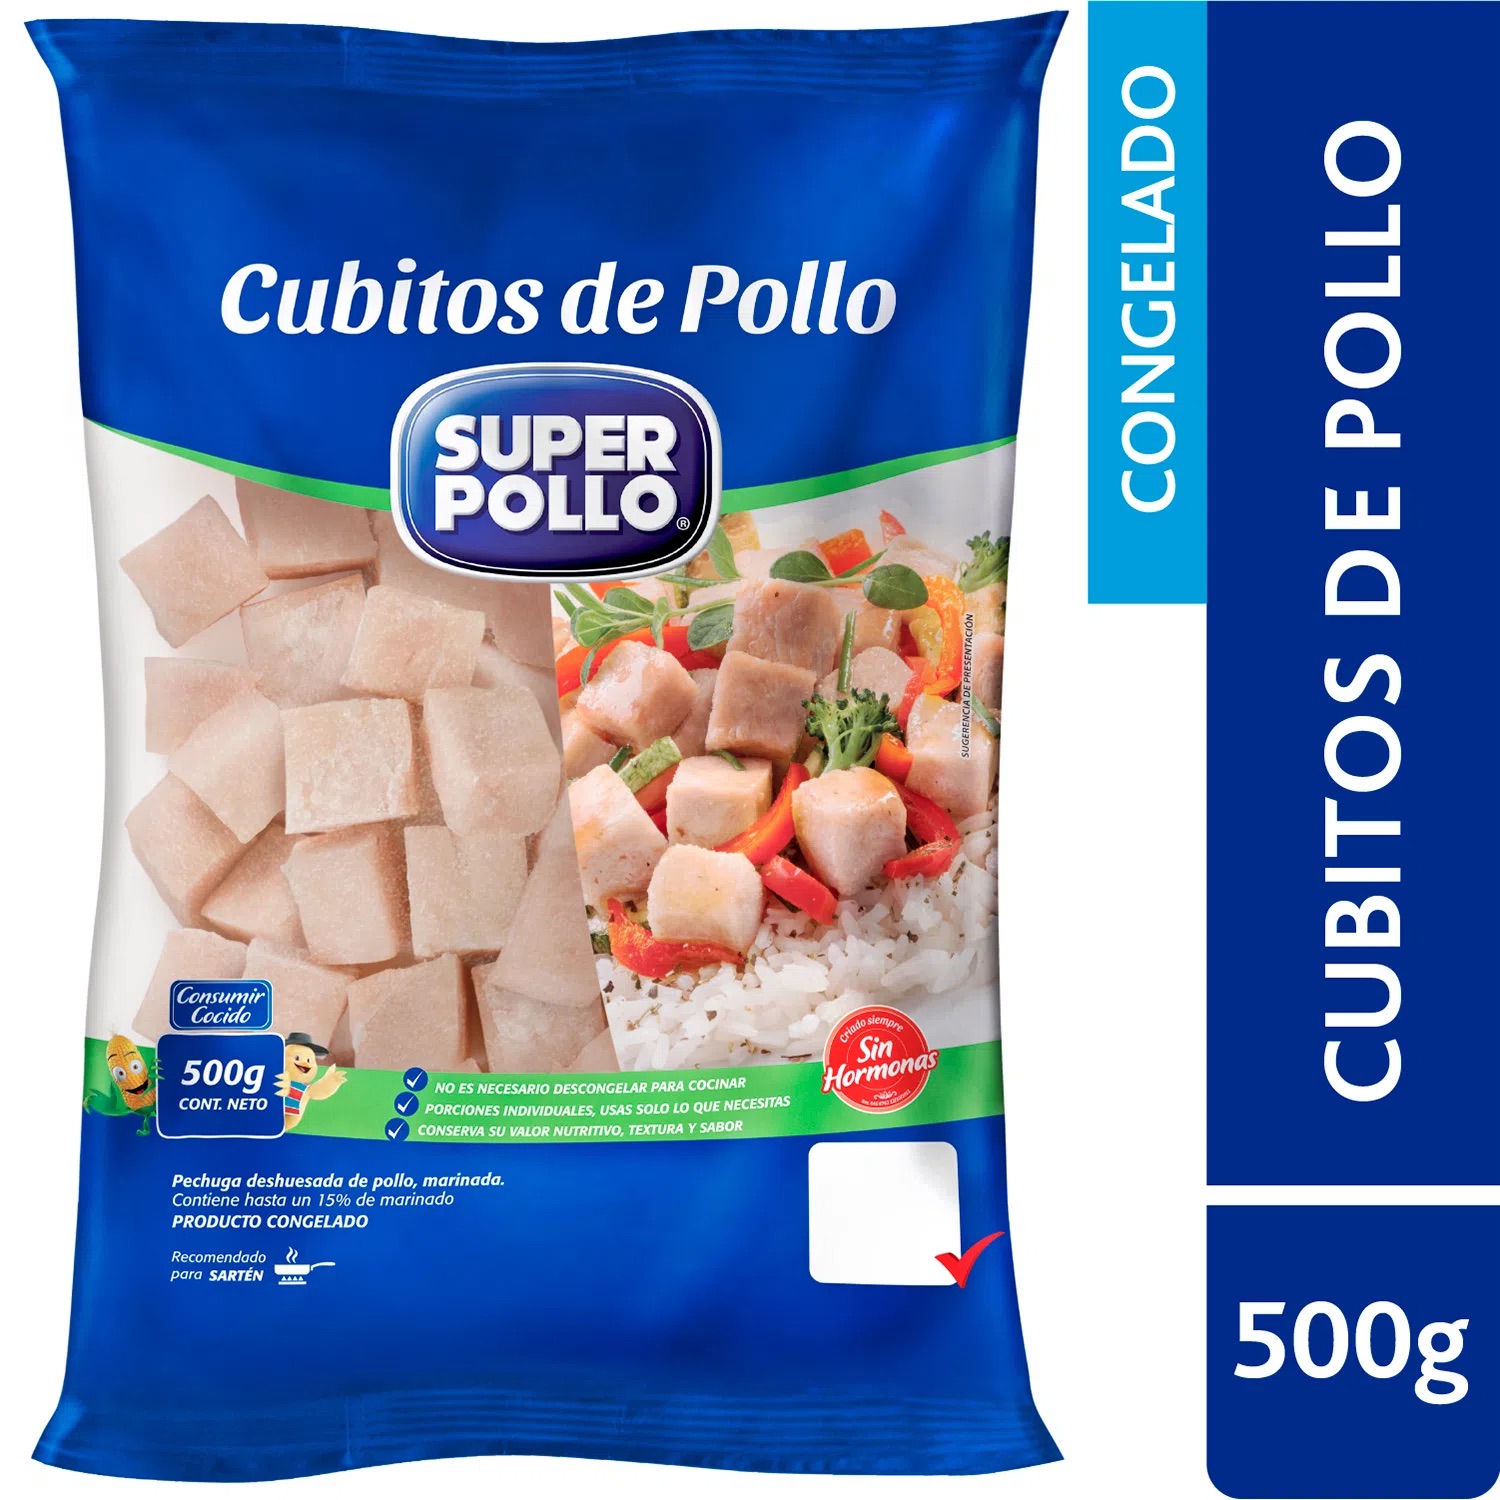 Cubitos de Pollo
SUPER
POLLO®
SUGERENCIA DE PRESENTACIÓN
Consumir
Cocido
500g
CONT. NETO
NO ES NECESARIO DESCONGELAR PARA COCINAR
PORCIONES INDIVIDUALES, USAS SOLO LO QUE NECESITAS
CONSERVA SU VALOR NUTRITIVO, TEXTURA Y SABOR
Criado siempre
Sin
Hormonas
Pechuga deshuesada de pollo, marinada.
Contiene hasta un 15% de marinado
PRODUCTO CONGELADO
Recomendado
para SARTÉN
CONGELADO
CUBITOS DE POLLO
500g